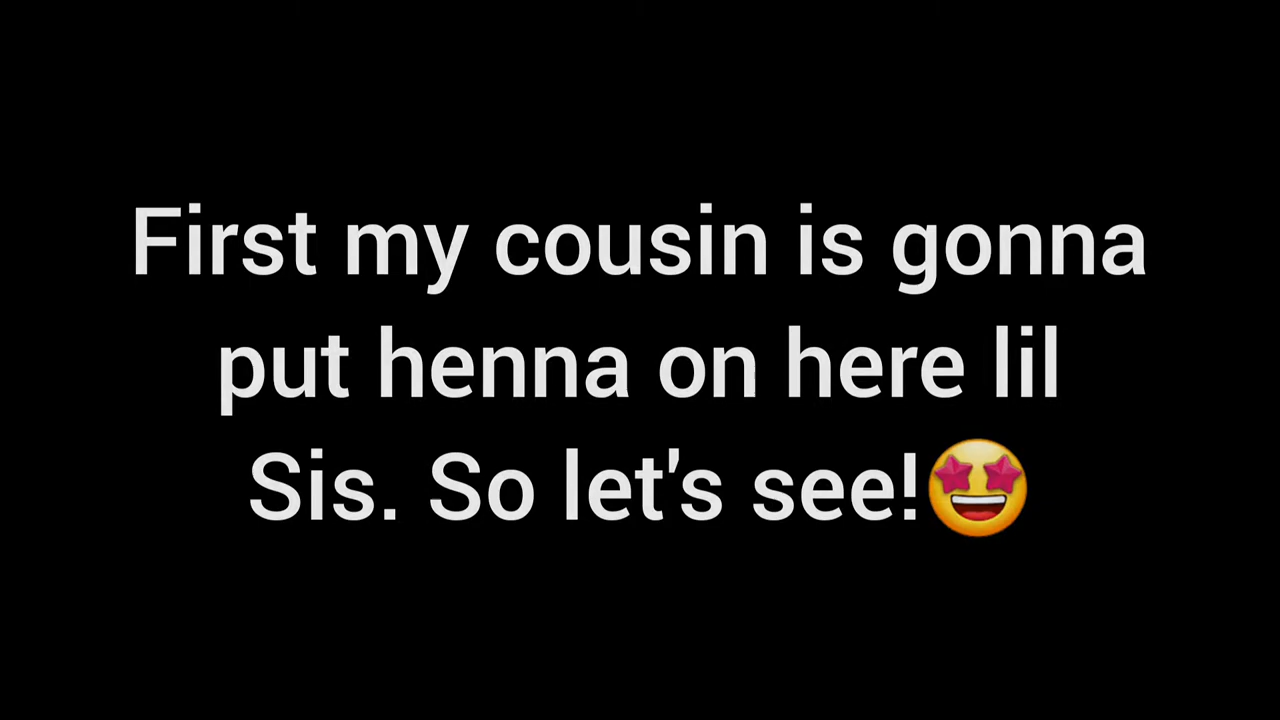 First my cousin is gonna
put henna on here lil
Sis. So let's see!🤩